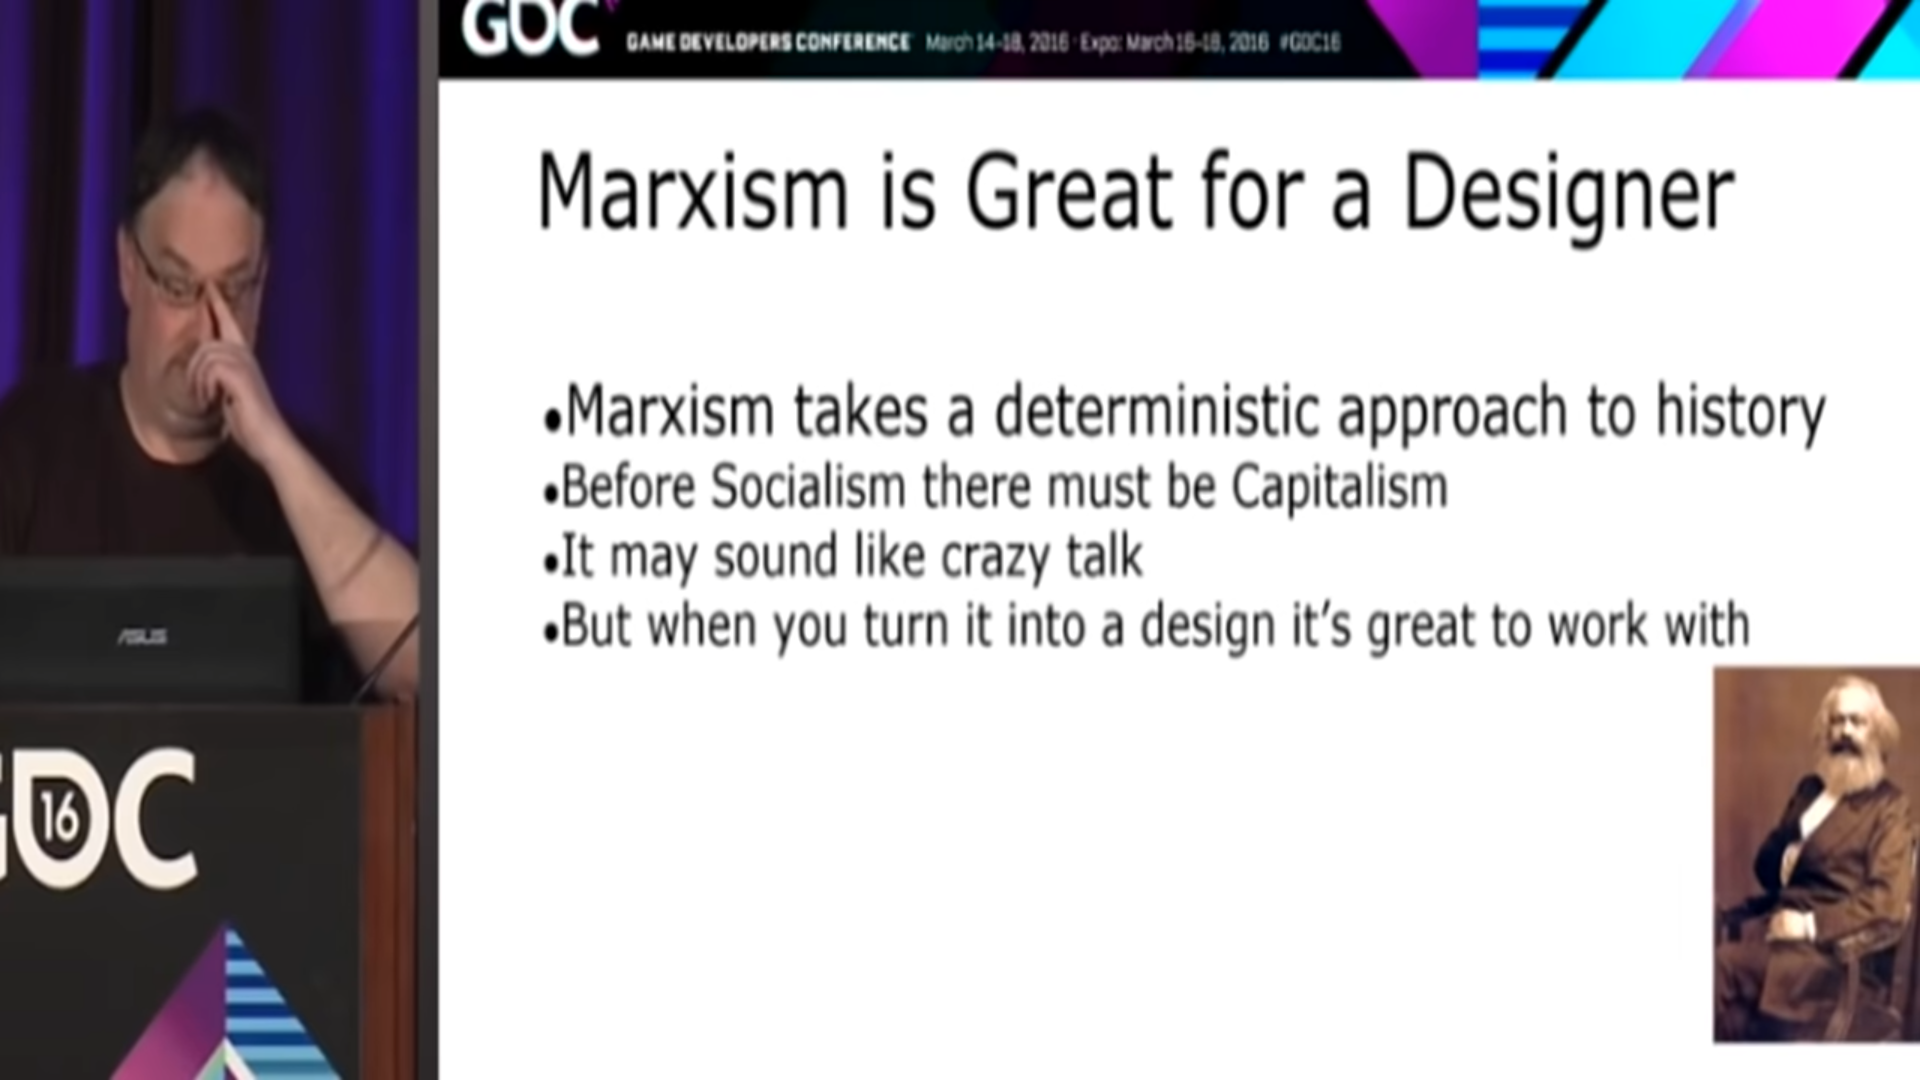 GDC GAME DEVELOPERS CONFERENCE March 14-18, 2016 · Expo: March 16-18, 2016 #GDC16
Marxism is Great for a Designer
•Marxism takes a deterministic approach to history
•Before Socialism there must be Capitalism
•It may sound like crazy talk
•But when you turn it into a design it's great to work with
ASUS
GDC
16